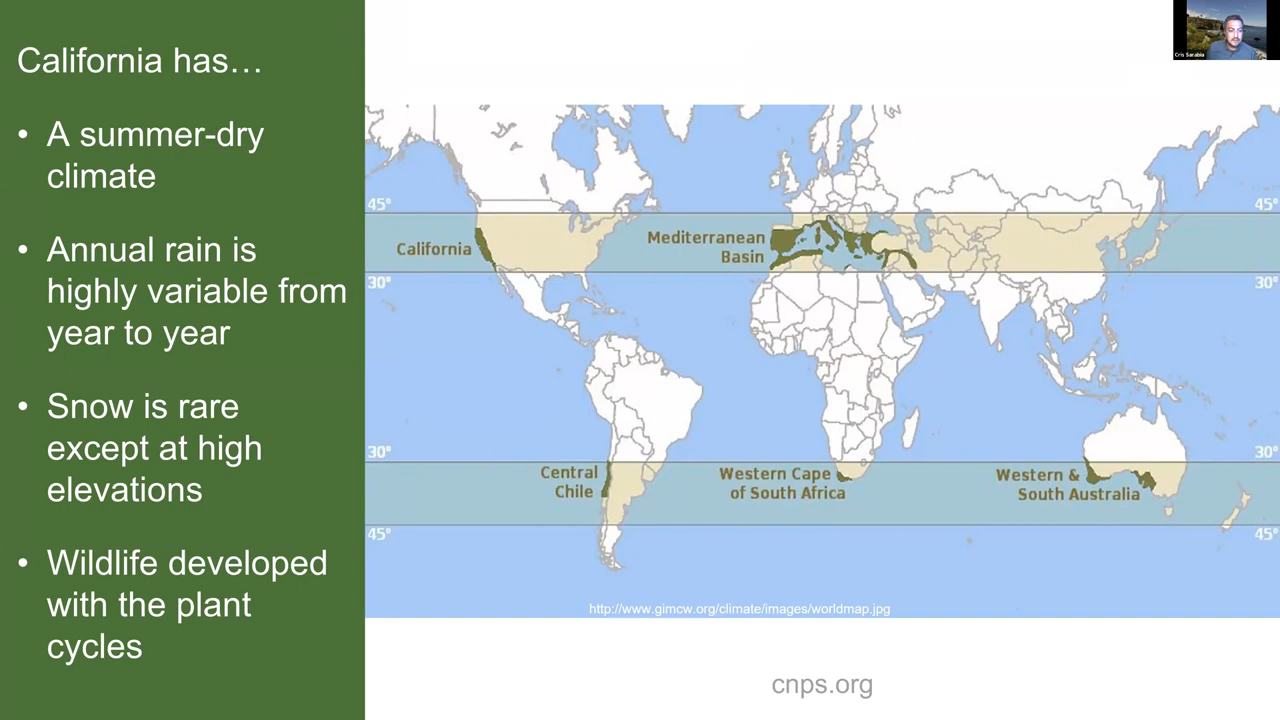 California has…
• A summer-dry
climate
• Annual rain is
highly variable from
year to year
• Snow is rare
except at high
elevations
• Wildlife developed
with the plant
cycles
Cris Sarabia
45°
45°
California
Mediterranean
Basin
30°
30°
30°
30°
Central
Chile
Western Cape
of South Africa
Western &
South Australia
45°
45°
http://www.gimcw.org/climate/images/worldmap.jpg
cnps.org